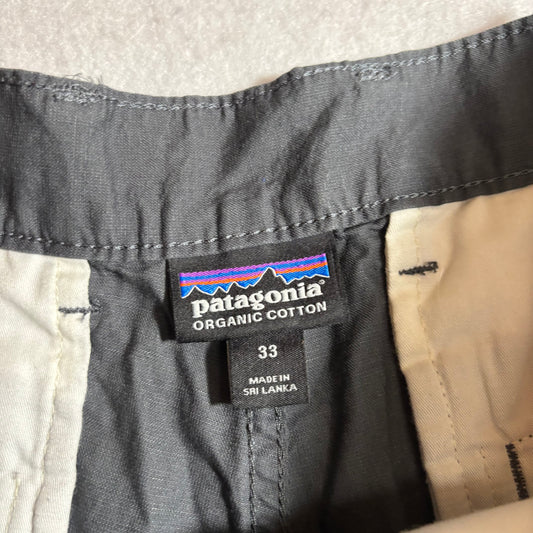 patagonia®
ORGANIC COTTON
33
MADE IN
SRI LANKA